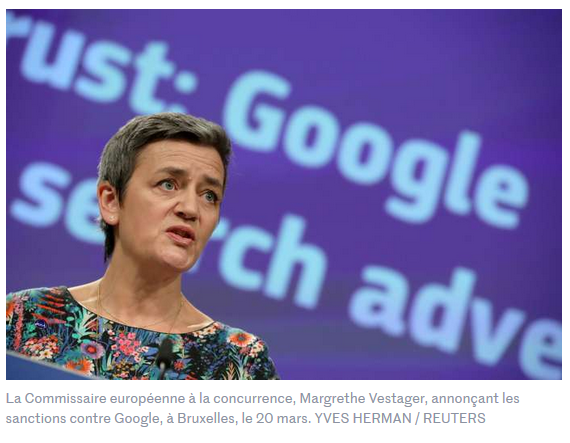 rust: Google
search adve
La Commissaire européenne à la concurrence, Margrethe Vestager, annonçant les
sanctions contre Google, à Bruxelles, le 20 mars. YVES HERMAN / REUTERS